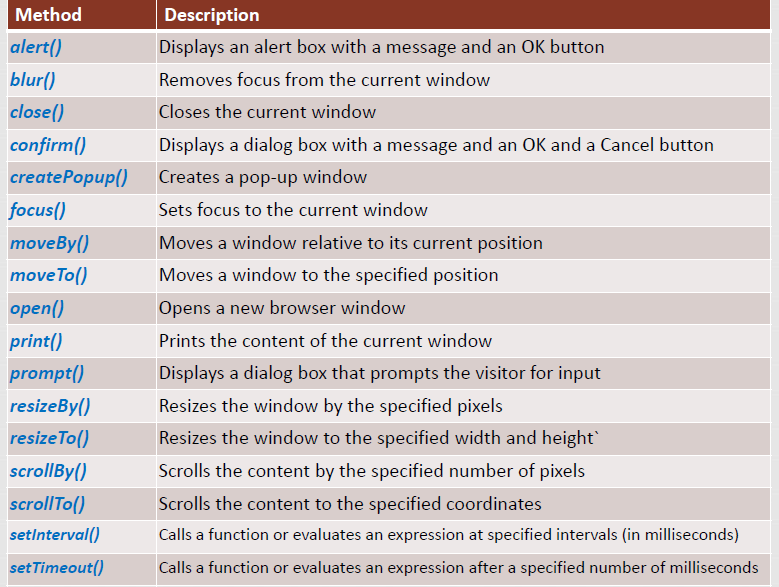 Method Description
alert() Displays an alert box with a message and an OK button
blur() Removes focus from the current window
close() Closes the current window
confirm() Displays a dialog box with a message and an OK and a Cancel button
createPopup() Creates a pop-up window
focus() Sets focus to the current window
moveBy() Moves a window relative to its current position
moveTo() Moves a window to the specified position
open() Opens a new browser window
print() Prints the content of the current window
prompt() Displays a dialog box that prompts the visitor for input
resizeBy() Resizes the window by the specified pixels
resizeTo() Resizes the window to the specified width and height`
scrollBy() Scrolls the content by the specified number of pixels
scrollTo() Scrolls the content to the specified coordinates
setInterval() Calls a function or evaluates an expression at specified intervals (in milliseconds)
setTimeout() Calls a function or evaluates an expression after a specified number of milliseconds